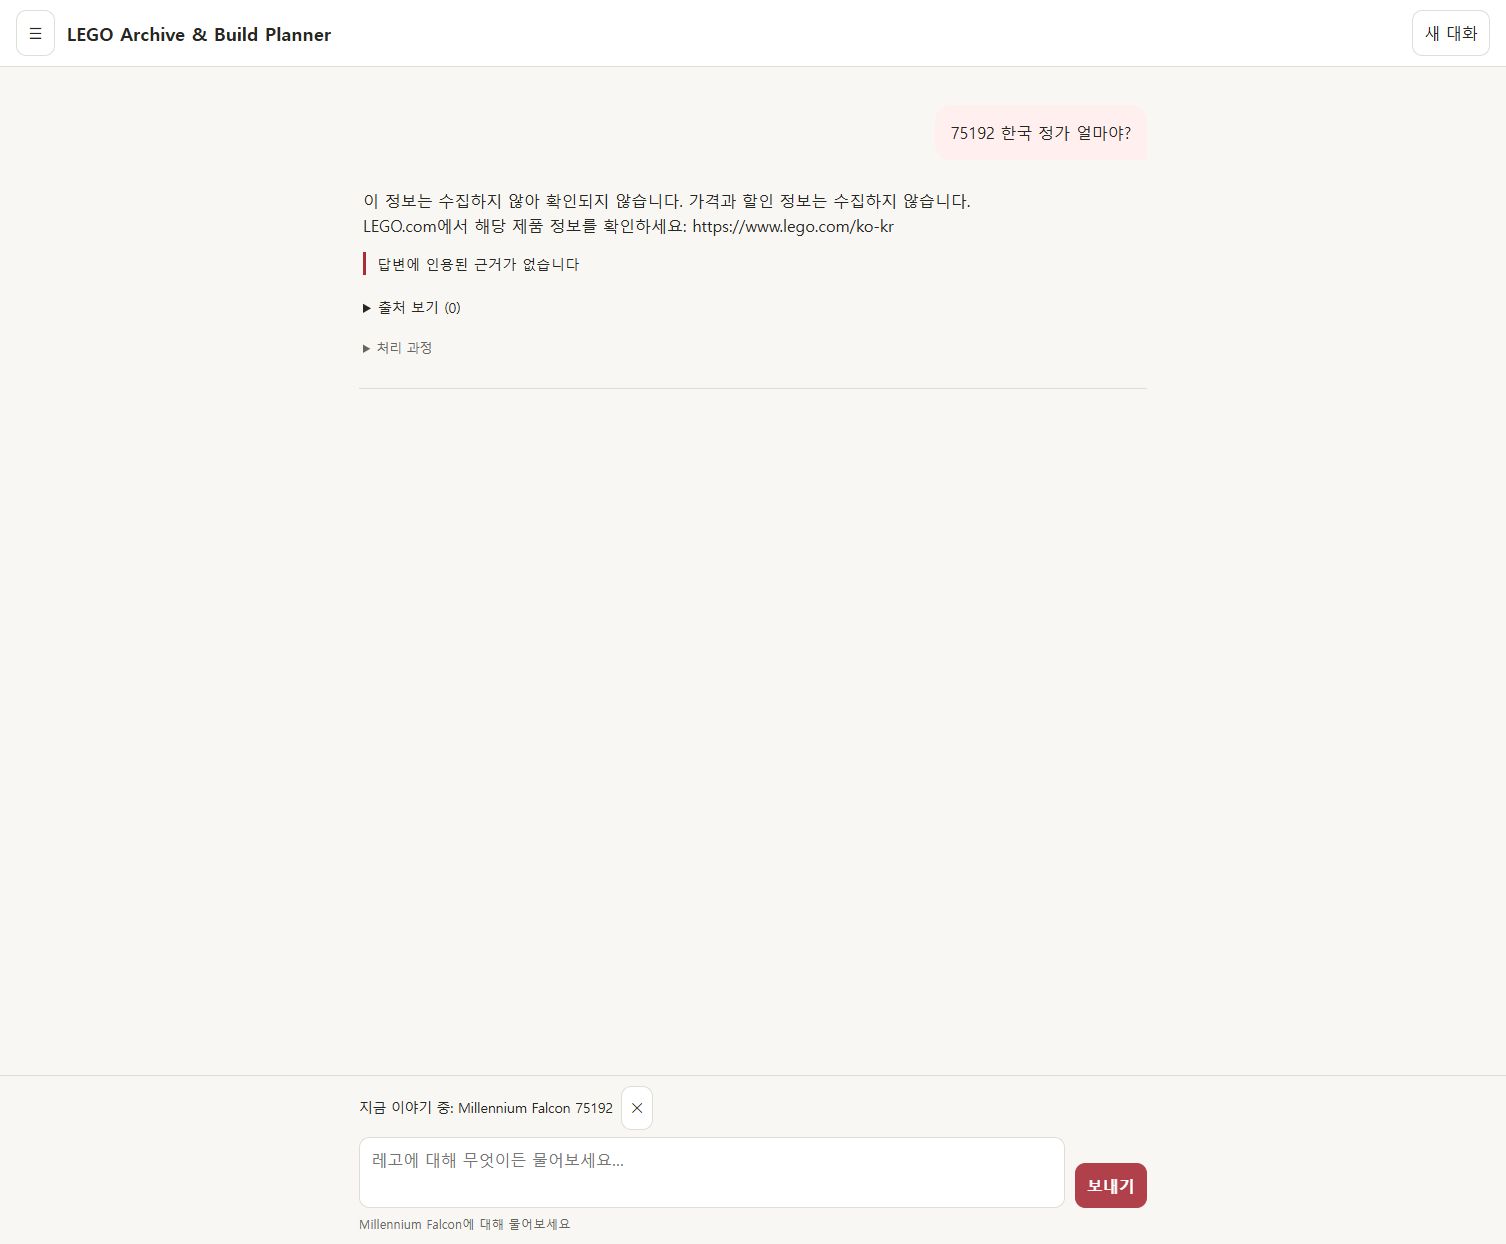 ☰ LEGO Archive & Build Planner
새 대화
75192 한국 정가 얼마야?
이 정보는 수집하지 않아 확인되지 않습니다. 가격과 할인 정보는 수집하지 않습니다.
LEGO.com에서 해당 제품 정보를 확인하세요: https://www.lego.com/ko-kr
답변에 인용된 근거가 없습니다
▶ 출처 보기 (0)
▶ 처리 과정
지금 이야기 중: Millennium Falcon 75192 ×
레고에 대해 무엇이든 물어보세요...
보내기
Millennium Falcon에 대해 물어보세요